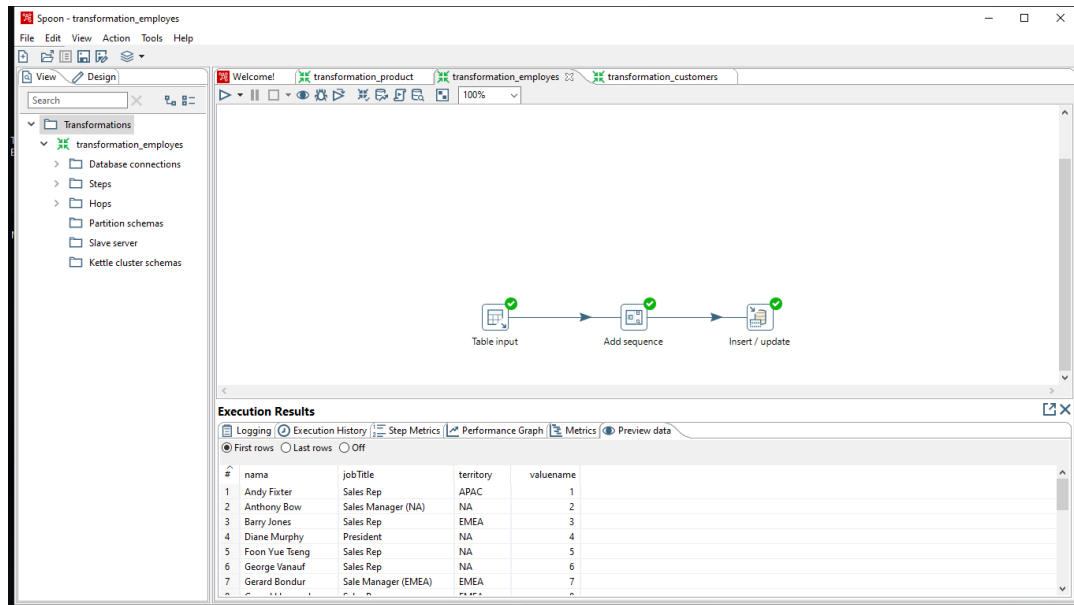 Spoon - transformation_employes
File Edit View Action Tools Help
View Design
Search
Transformations
transformation_employes
Database connections
Steps
Hops
Partition schemas
Slave server
Kettle cluster schemas
Welcome! transformation_product transformation_employes transformation_customers
100%
Table input Add sequence Insert / update
Execution Results
Logging Execution History Step Metrics Performance Graph Metrics Preview data
First rows Last rows Off
# nama jobTitle territory valuename
1 Andy Fixter Sales Rep APAC 1
2 Anthony Bow Sales Manager (NA) NA 2
3 Barry Jones Sales Rep EMEA 3
4 Diane Murphy President NA 4
5 Foon Yue Tseng Sales Rep NA 5
6 George Vanauf Sales Rep NA 6
7 Gerard Bondur Sale Manager (EMEA) EMEA 7